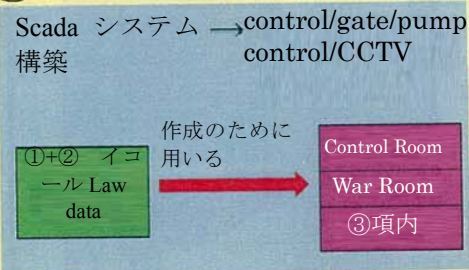 Scada システム →control/gate/pump
構築 control/CCTV
作成のために
用いる
①+② イコ
ール Law
data
Control Room
War Room
③項内